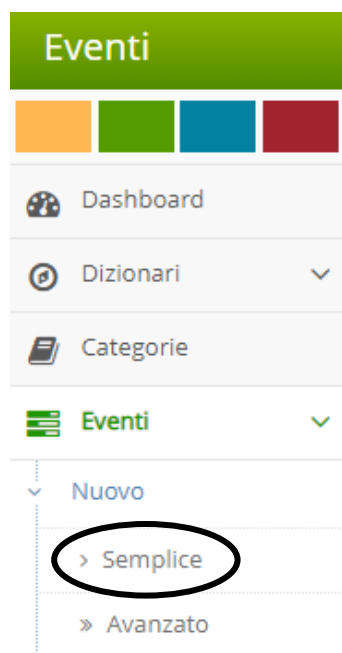 Eventi
Dashboard
Dizionari
Categorie
Eventi
Nuovo
Semplice
Avanzato